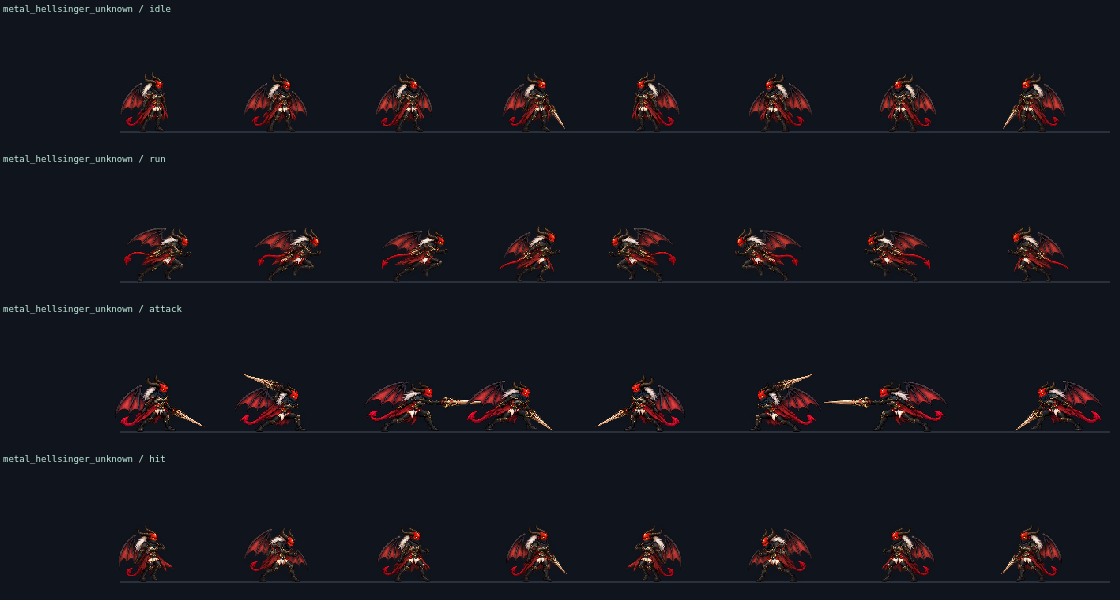 metal_hellsinger_unknown / idle
metal_hellsinger_unknown / run
metal_hellsinger_unknown / attack
metal_hellsinger_unknown / hit